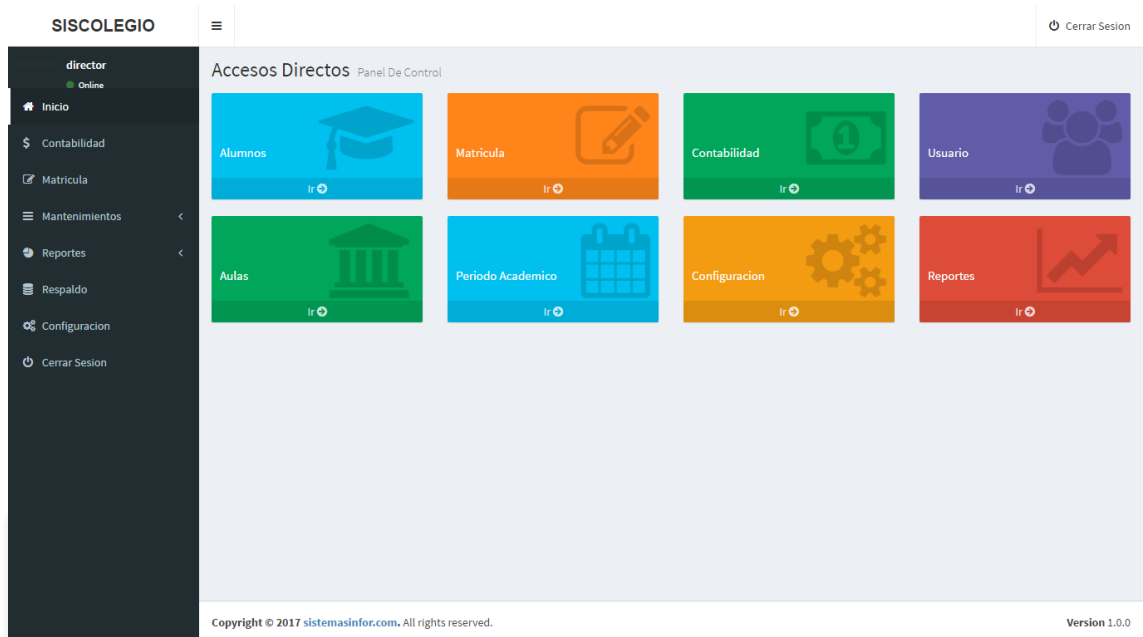 SISCOLEGIO
Cerrar Sesion
director
Online
Inicio
Contabilidad
Matricula
Mantenimientos
Reportes
Respaldo
Configuracion
Cerrar Sesion
Accesos Directos Panel De Control
Alumnos
Ir
Matricula
Ir
Contabilidad
1
Ir
Usuario
Ir
Aulas
Ir
Periodo Academico
Ir
Configuracion
Ir
Reportes
Ir
Copyright © 2017 sistemasinfor.com. All rights reserved.
Version 1.0.0